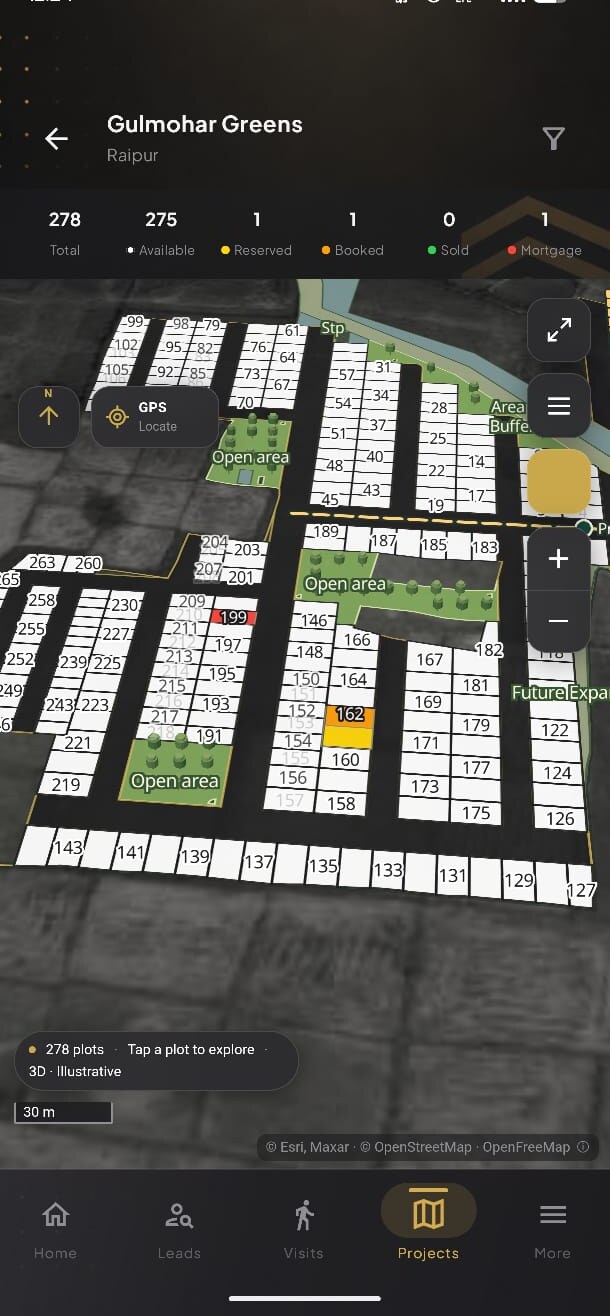 Gulmohar Greens
Raipur
278 275 1 1 0 1
Total Available Reserved Booked Sold Mortgage
99 98 79 61 Stp
102 95 82 76 64 57 31
105 92 85 73 67 54 34 28 Area
70 51 37 25 Buffe
N
GPS
Locate
Open area 48 40 22 14
45 43 19 17
189 187 185 183
204 203
263 260 207 201 Open area
258 230 209 199 146 182
255 227 211 197 148 166 167
252 239 225 213 195 150 164 169 181
243 223 215 193 152 162 179 122
221 217 191 154 160 171 177 124
219 Open area 156 158 173 175 126
157
Future Expa
118
143 141 139 137 135 133 131 129 127
278 plots · Tap a plot to explore ·
3D · Illustrative
30 m
© Esri, Maxar · © OpenStreetMap · OpenFreeMap
Home Leads Visits Projects More